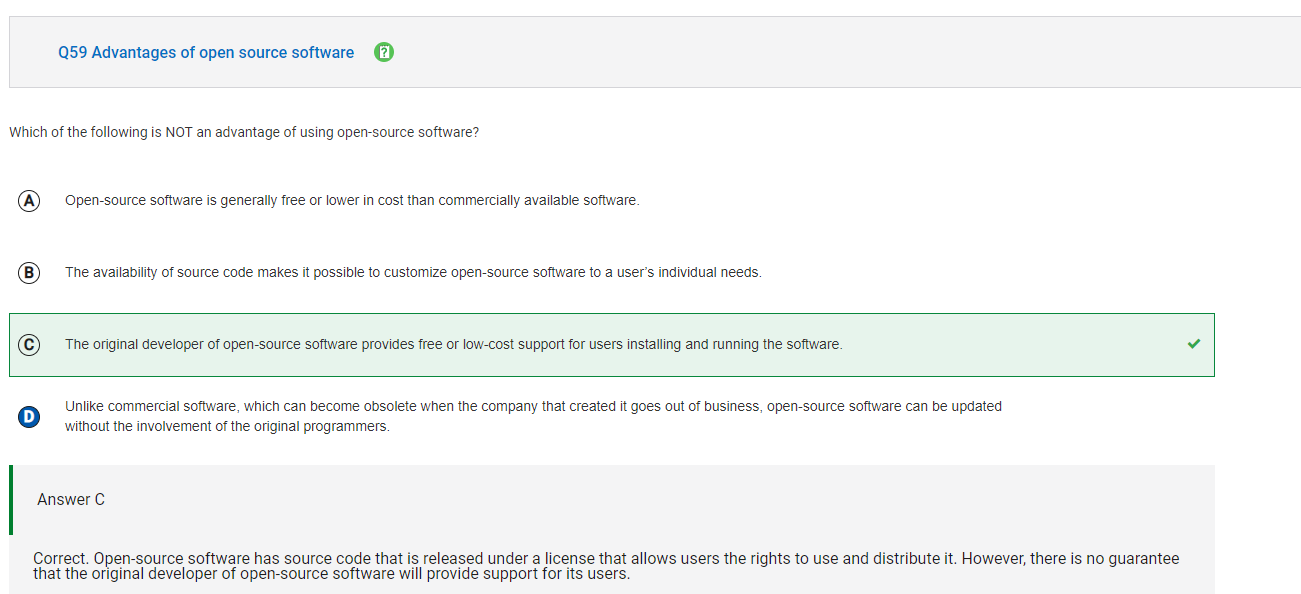 Q59 Advantages of open source software ?
Which of the following is NOT an advantage of using open-source software?
A Open-source software is generally free or lower in cost than commercially available software.
B The availability of source code makes it possible to customize open-source software to a user's individual needs.
C The original developer of open-source software provides free or low-cost support for users installing and running the software.
D Unlike commercial software, which can become obsolete when the company that created it goes out of business, open-source software can be updated
without the involvement of the original programmers.
Answer C
Correct. Open-source software has source code that is released under a license that allows users the rights to use and distribute it. However, there is no guarantee
that the original developer of open-source software will provide support for its users.